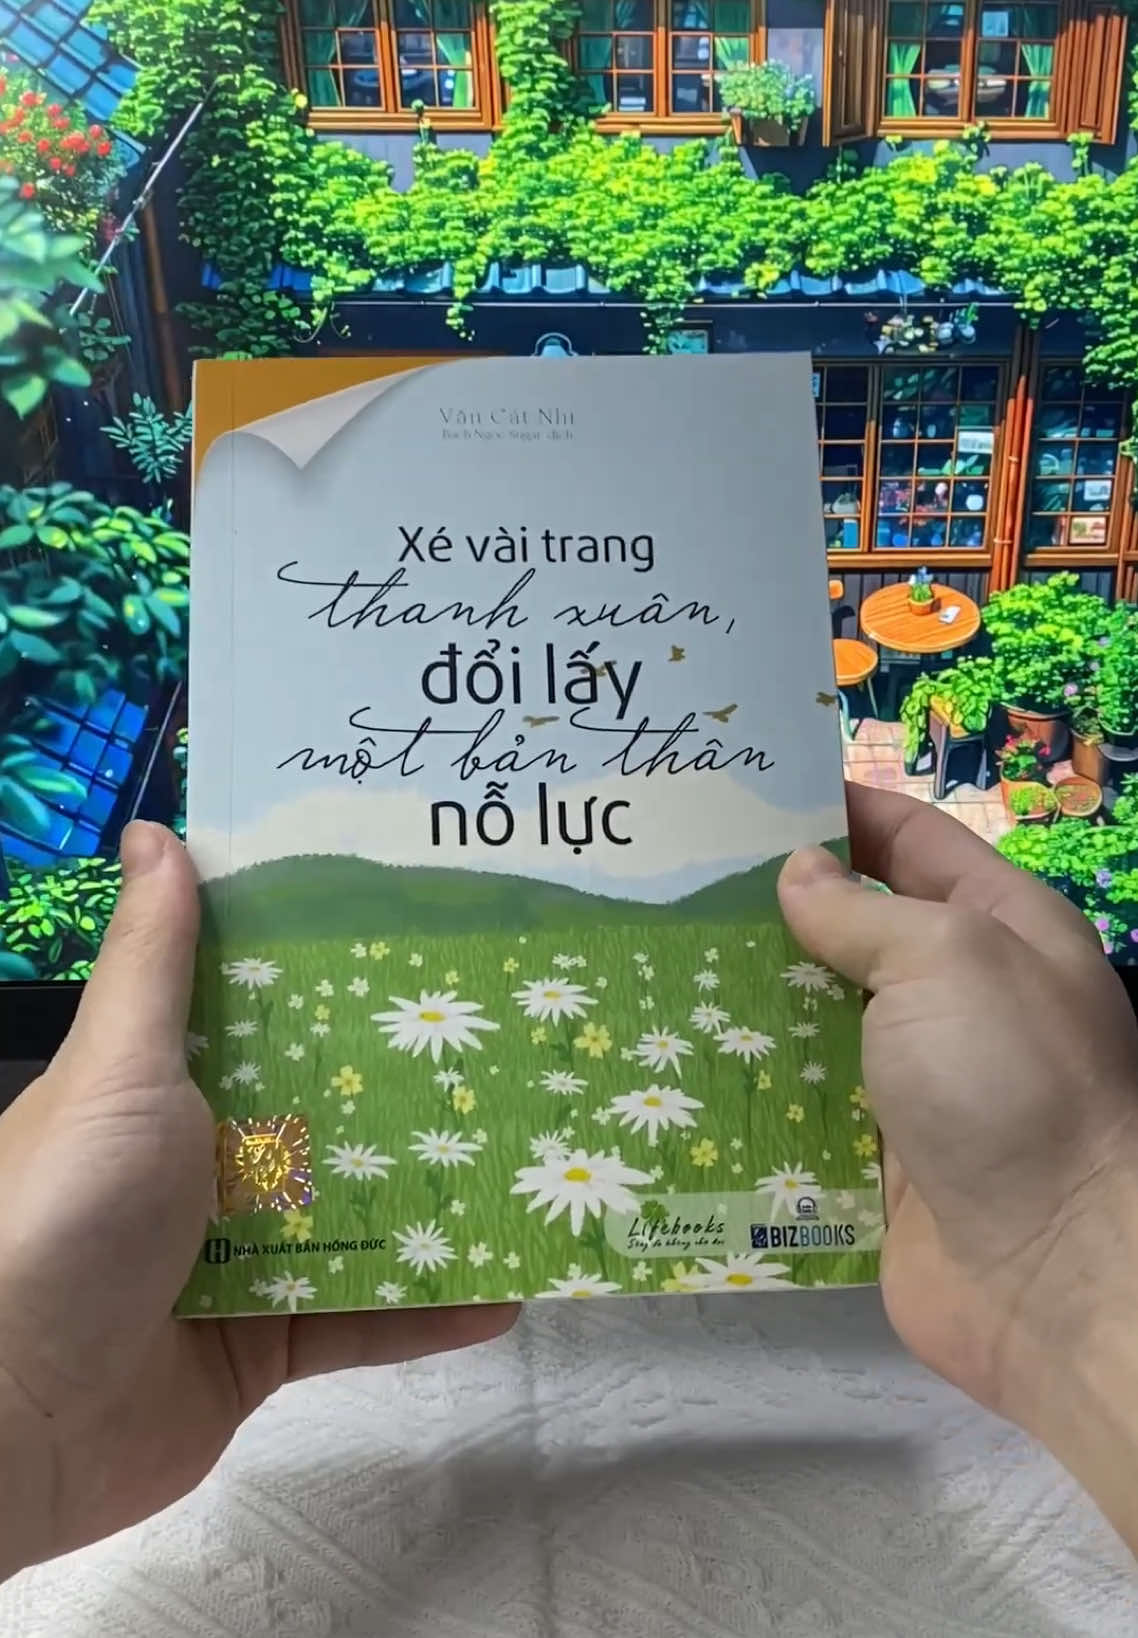 Vãn Cát Nhi
Bạch Ngọc Sugar dịch
Xé vài trang
thanh xuân,
đổi lấy
một bản thân
nỗ lực
NHÀ XUẤT BẢN HỒNG ĐỨC
Lifebooks
BIZBOOKS